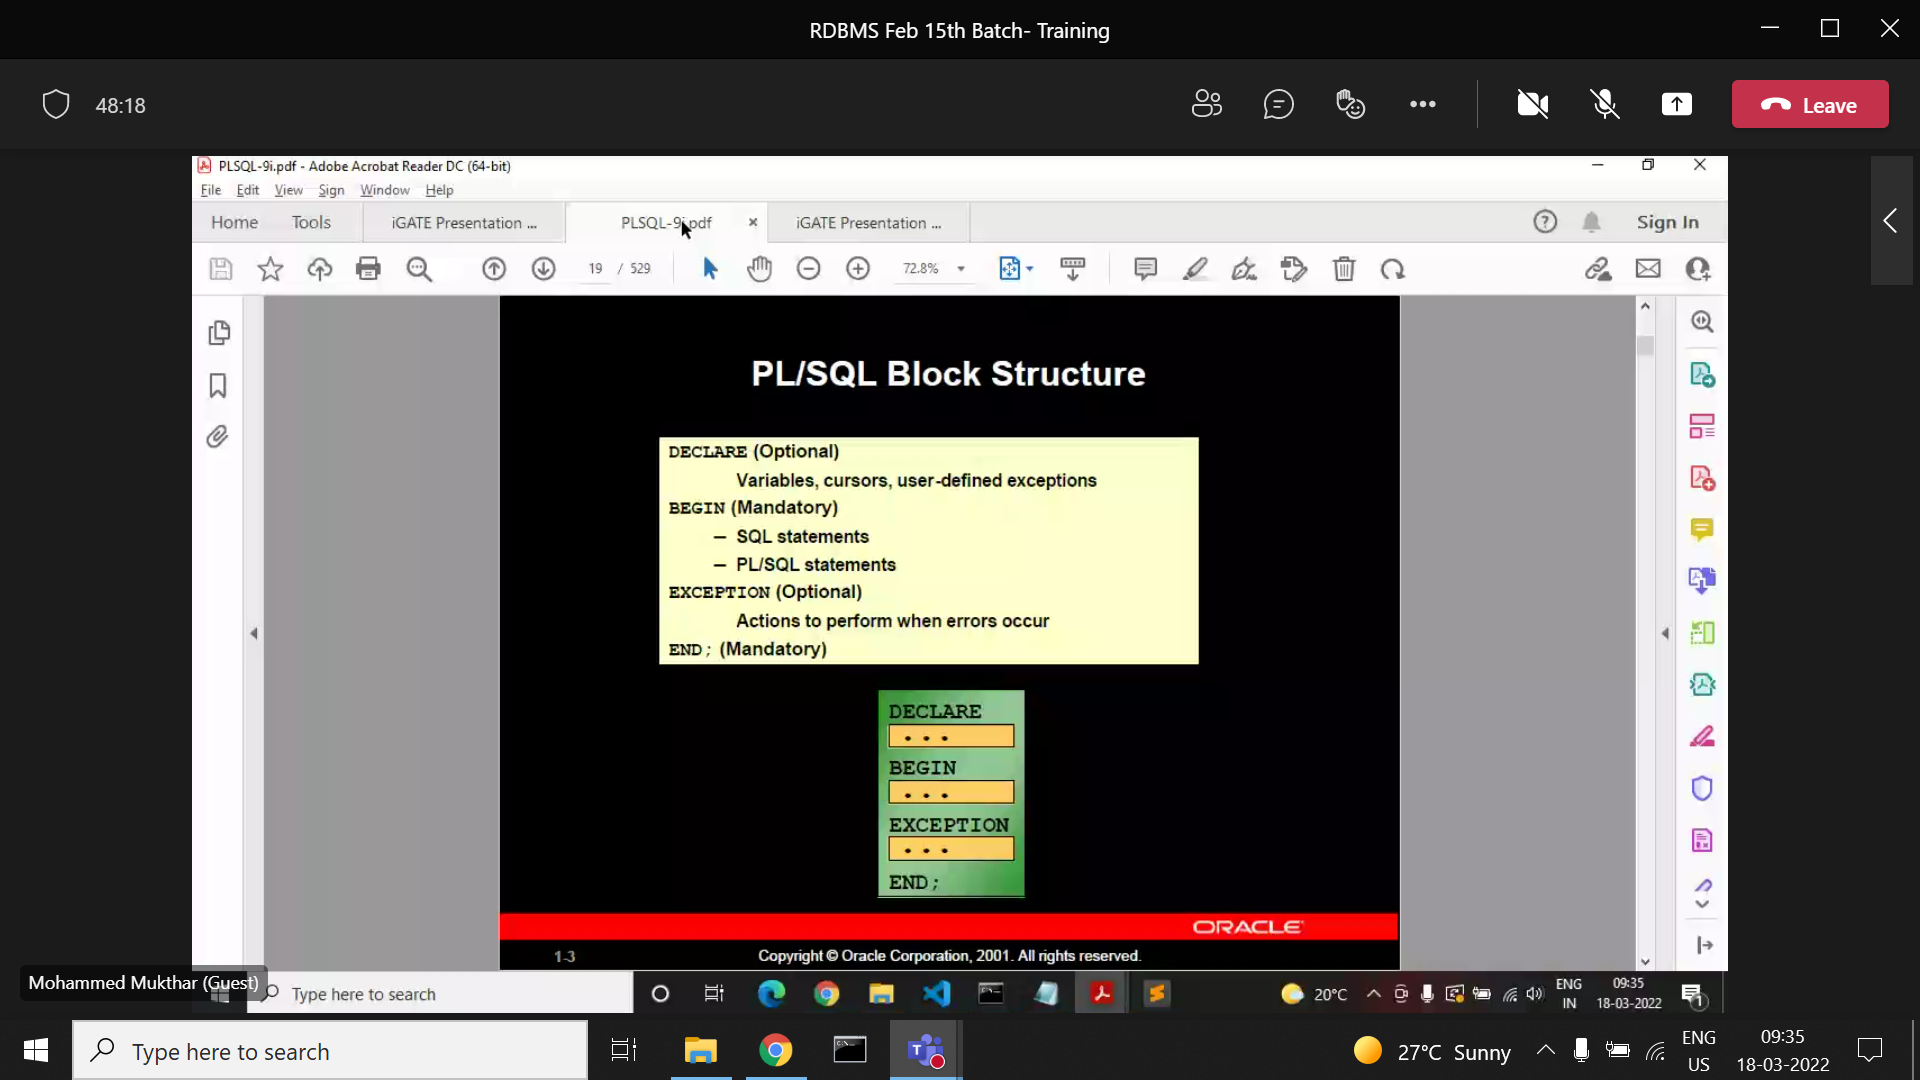 RDBMS Feb 15th Batch- Training
48:18
Leave
PLSQL-9i.pdf - Adobe Acrobat Reader DC (64-bit)
File Edit View Sign Window Help
Home Tools iGATE Presentation ... PLSQL-9i.pdf iGATE Presentation ... Sign In
19 / 529 72.8%
PL/SQL Block Structure
DECLARE (Optional)
Variables, cursors, user-defined exceptions
BEGIN (Mandatory)
– SQL statements
– PL/SQL statements
EXCEPTION (Optional)
Actions to perform when errors occur
END; (Mandatory)
DECLARE
...
BEGIN
...
EXCEPTION
...
END;
ORACLE
1-3 Copyright © Oracle Corporation, 2001. All rights reserved.
Mohammed Mukthar (Guest)
Type here to search
20°C
ENG
IN
09:35
18-03-2022
1
Type here to search
27°C Sunny
ENG
US
09:35
18-03-2022